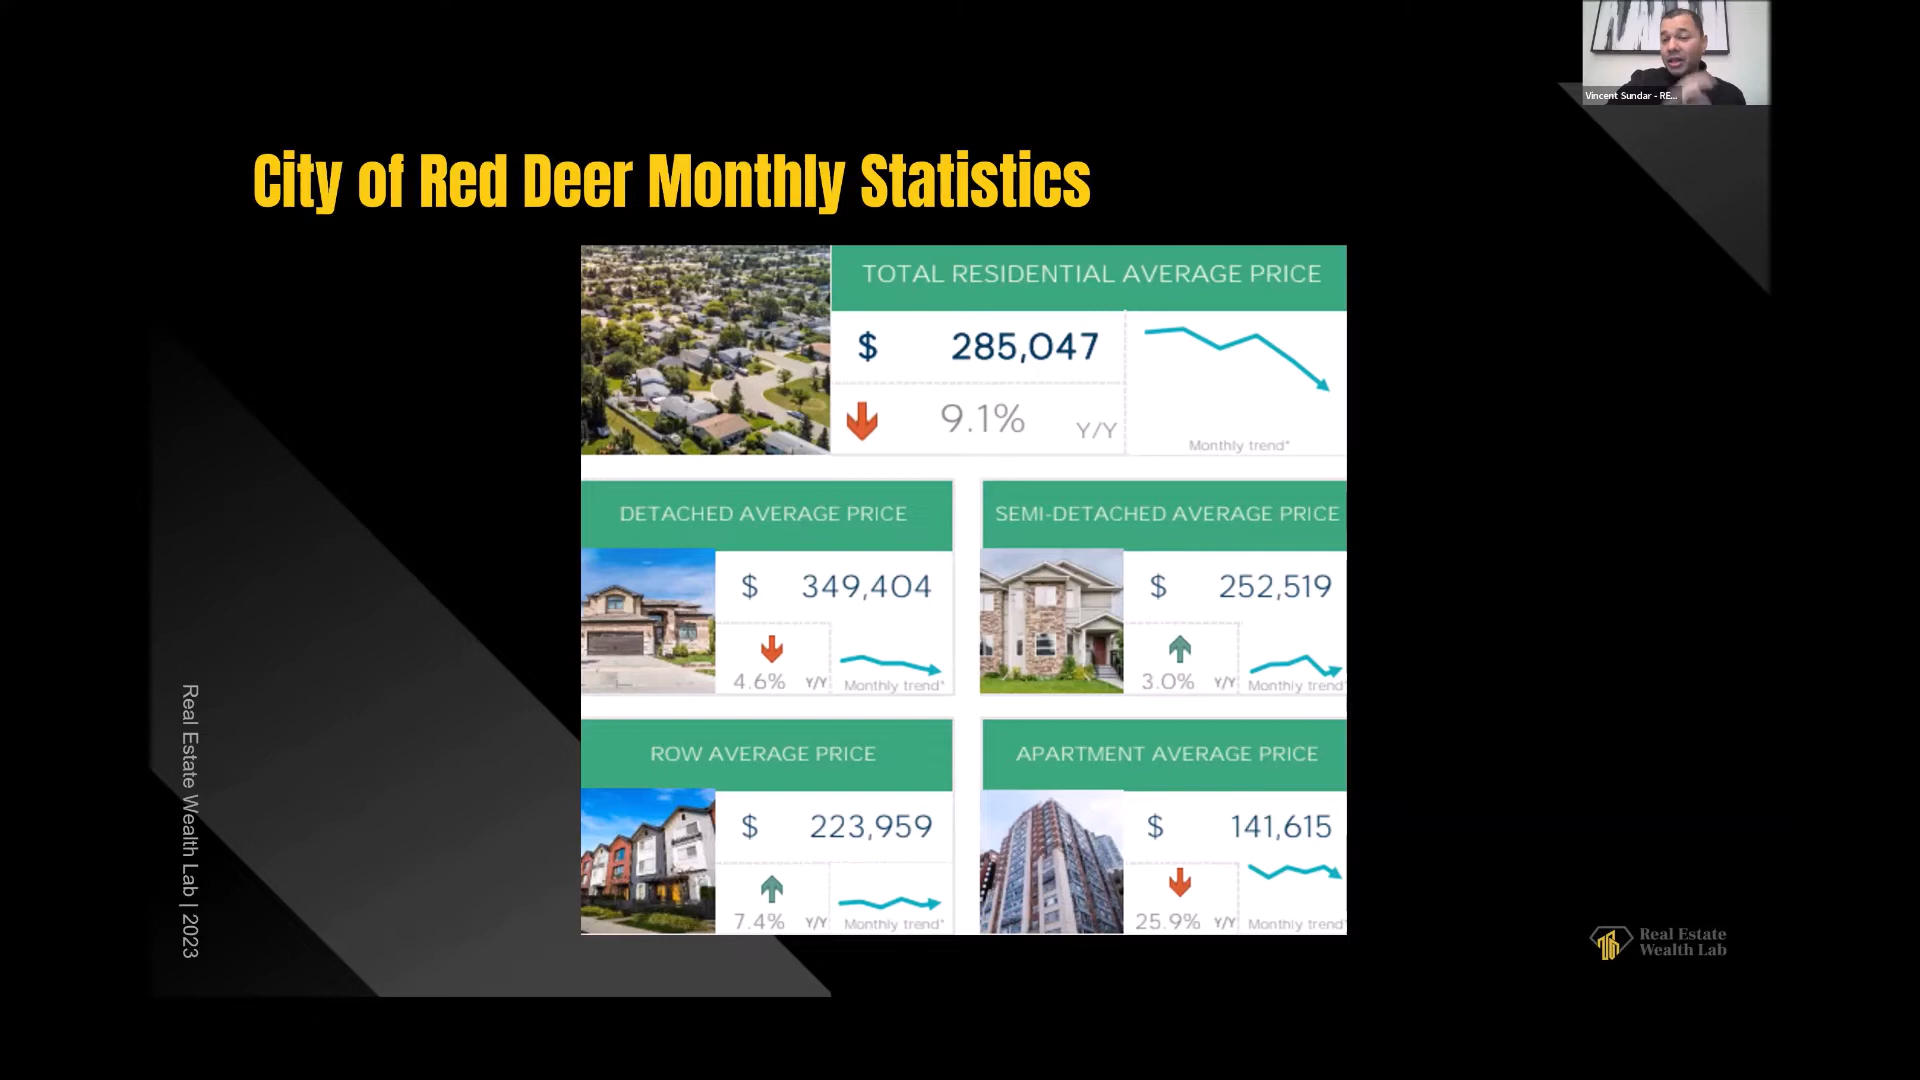 Vincent Sundar - RE...
City of Red Deer Monthly Statistics
TOTAL RESIDENTIAL AVERAGE PRICE
$ 285,047
9.1% Y/Y
Monthly trend*
DETACHED AVERAGE PRICE
$ 349,404
4.6% Y/Y Monthly trend*
SEMI-DETACHED AVERAGE PRICE
$ 252,519
3.0% Y/Y Monthly trend*
ROW AVERAGE PRICE
$ 223,959
7.4% Y/Y Monthly trend*
APARTMENT AVERAGE PRICE
$ 141,615
25.9% Y/Y Monthly trend*
Real Estate Wealth Lab | 2023
Real Estate
Wealth Lab